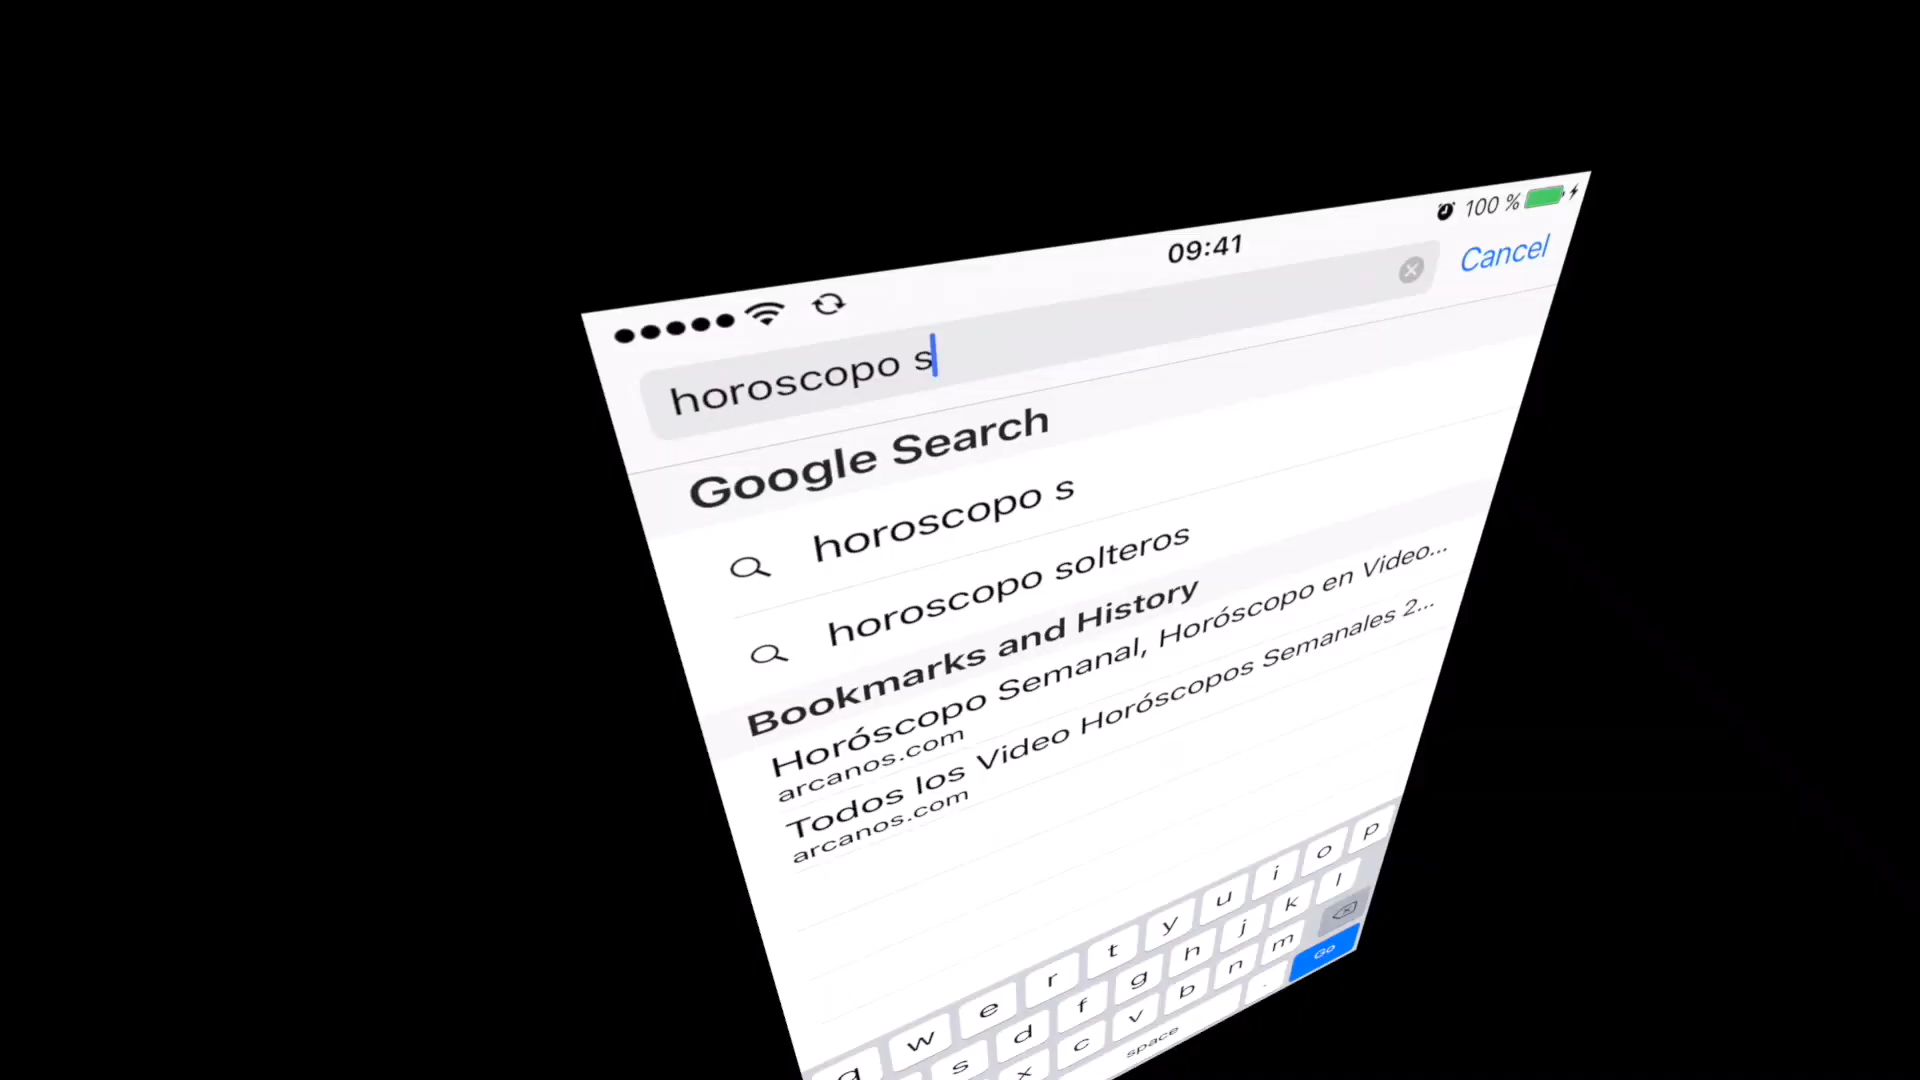 09:41
100 %
horoscopo s
Cancel
Google Search
horoscopo s
horoscopo solteros
Bookmarks and History
Horóscopo Semanal, Horóscopo en Video...
arcanos.com
Todos los Video Horóscopos Semanales 2...
arcanos.com
q w e r t y u i o p
s d f g h j k l
x c v b n m
space . Go